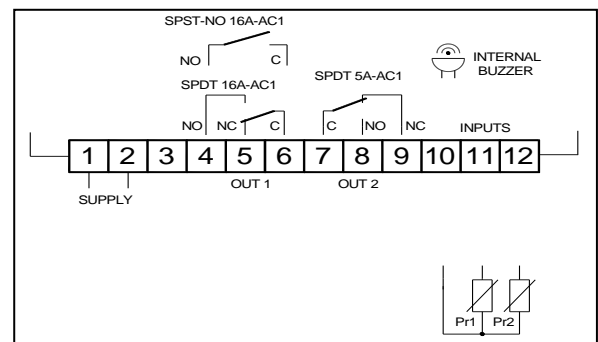 SPST-NO 16A-AC1
NO C
INTERNAL
BUZZER
SPDT 16A-AC1
SPDT 5A-AC1
NO NC C C NO NC INPUTS
1 2 3 4 5 6 7 8 9 10 11 12
OUT 1 OUT 2
SUPPLY
Pr1 Pr2